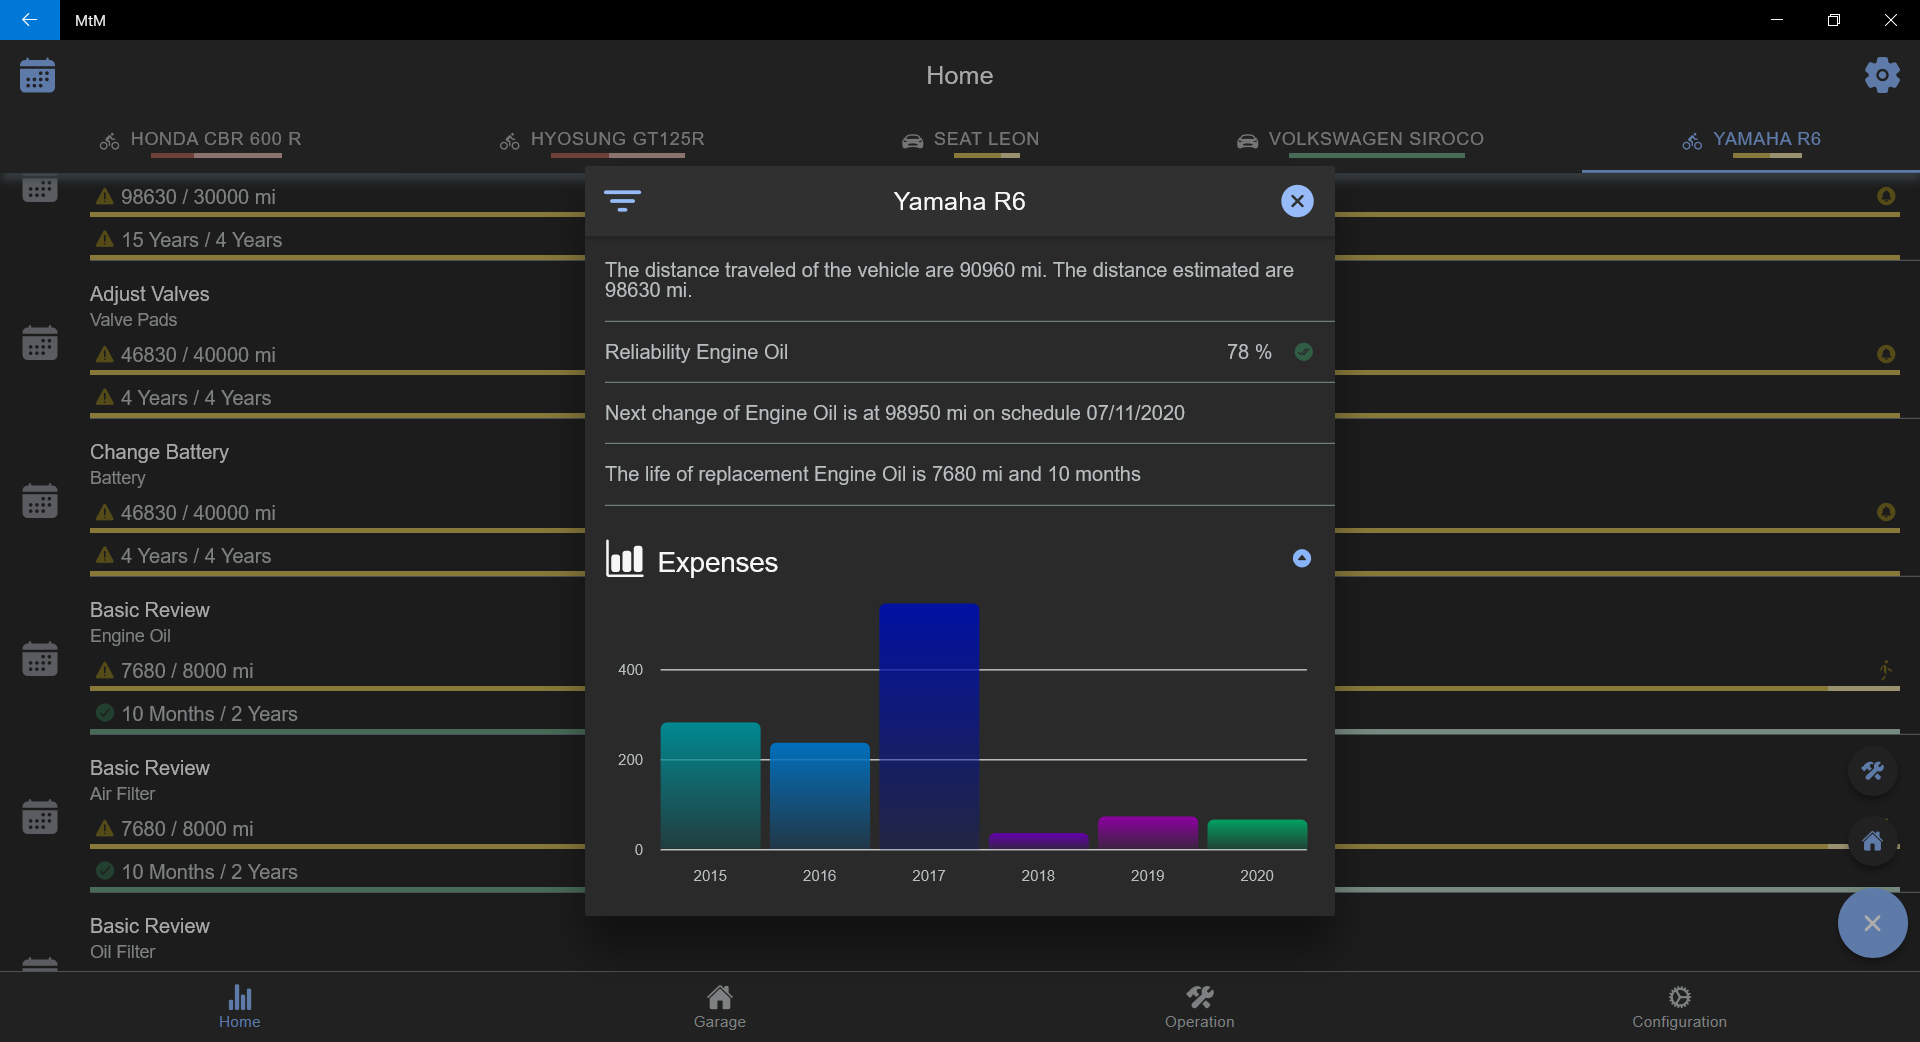 MtM
Home
HONDA CBR 600 R
HYOSUNG GT125R
SEAT LEON
VOLKSWAGEN SIROCO
YAMAHA R6
98630 / 30000 mi
15 Years / 4 Years
Adjust Valves
Valve Pads
46830 / 40000 mi
4 Years / 4 Years
Change Battery
Battery
46830 / 40000 mi
4 Years / 4 Years
Basic Review
Engine Oil
7680 / 8000 mi
10 Months / 2 Years
Basic Review
Air Filter
7680 / 8000 mi
10 Months / 2 Years
Basic Review
Oil Filter
Yamaha R6
The distance traveled of the vehicle are 90960 mi. The distance estimated are
98630 mi.
Reliability Engine Oil 78 %
Next change of Engine Oil is at 98950 mi on schedule 07/11/2020
The life of replacement Engine Oil is 7680 mi and 10 months
Expenses
400
200
0
2015 2016 2017 2018 2019 2020
Home
Garage
Operation
Configuration